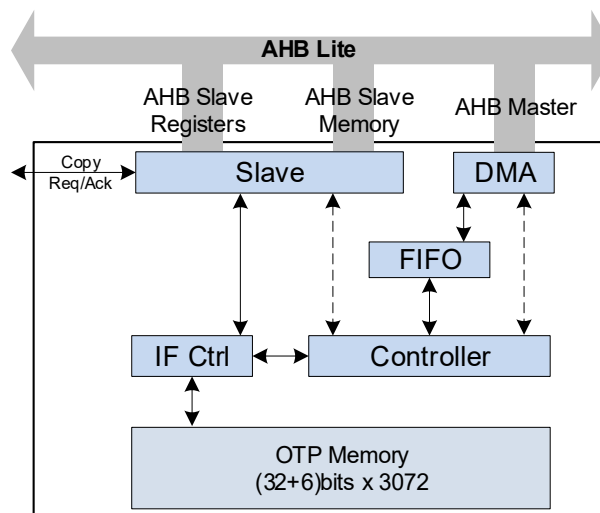 AHB Lite
AHB Slave
Registers
AHB Slave
Memory
AHB Master
Copy
Req/Ack
Slave
DMA
FIFO
IF Ctrl
Controller
OTP Memory
(32+6)bits x 3072